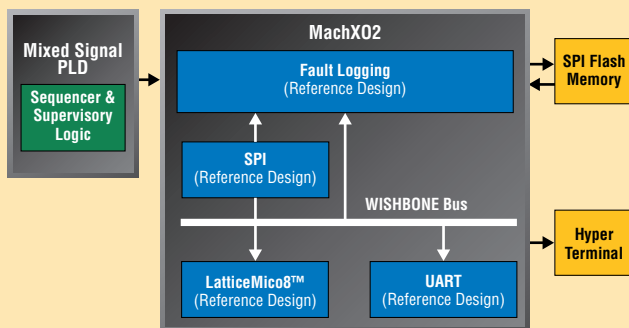 Mixed Signal
PLD
Sequencer &
Supervisory
Logic
MachXO2
Fault Logging
(Reference Design)
SPI
(Reference Design)
WISHBONE Bus
LatticeMico8™
(Reference Design)
UART
(Reference Design)
SPI Flash
Memory
Hyper
Terminal